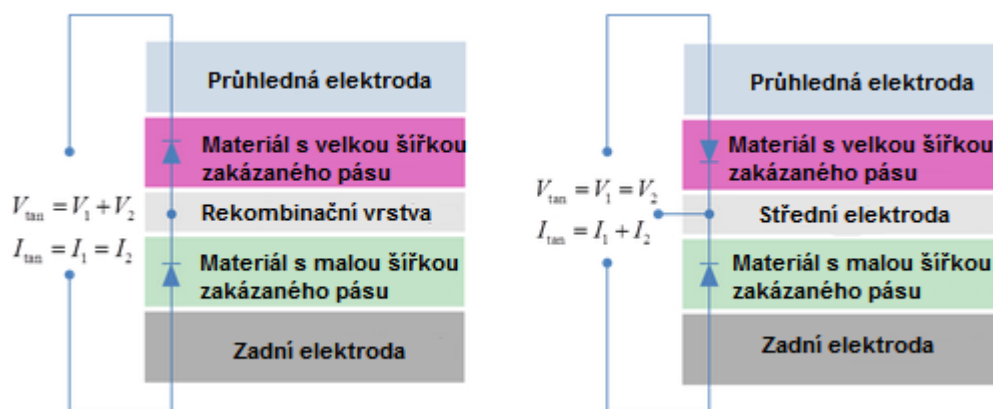 Průhledná elektroda
Materiál s velkou šířkou
zakázaného pásu
V_tan = V_1 + V_2
I_tan = I_1 = I_2
Rekombinační vrstva
Materiál s malou šířkou
zakázaného pásu
Zadní elektroda
Průhledná elektroda
Materiál s velkou šířkou
zakázaného pásu
V_tan = V_1 = V_2
I_tan = I_1 + I_2
Střední elektroda
Materiál s malou šířkou
zakázaného pásu
Zadní elektroda